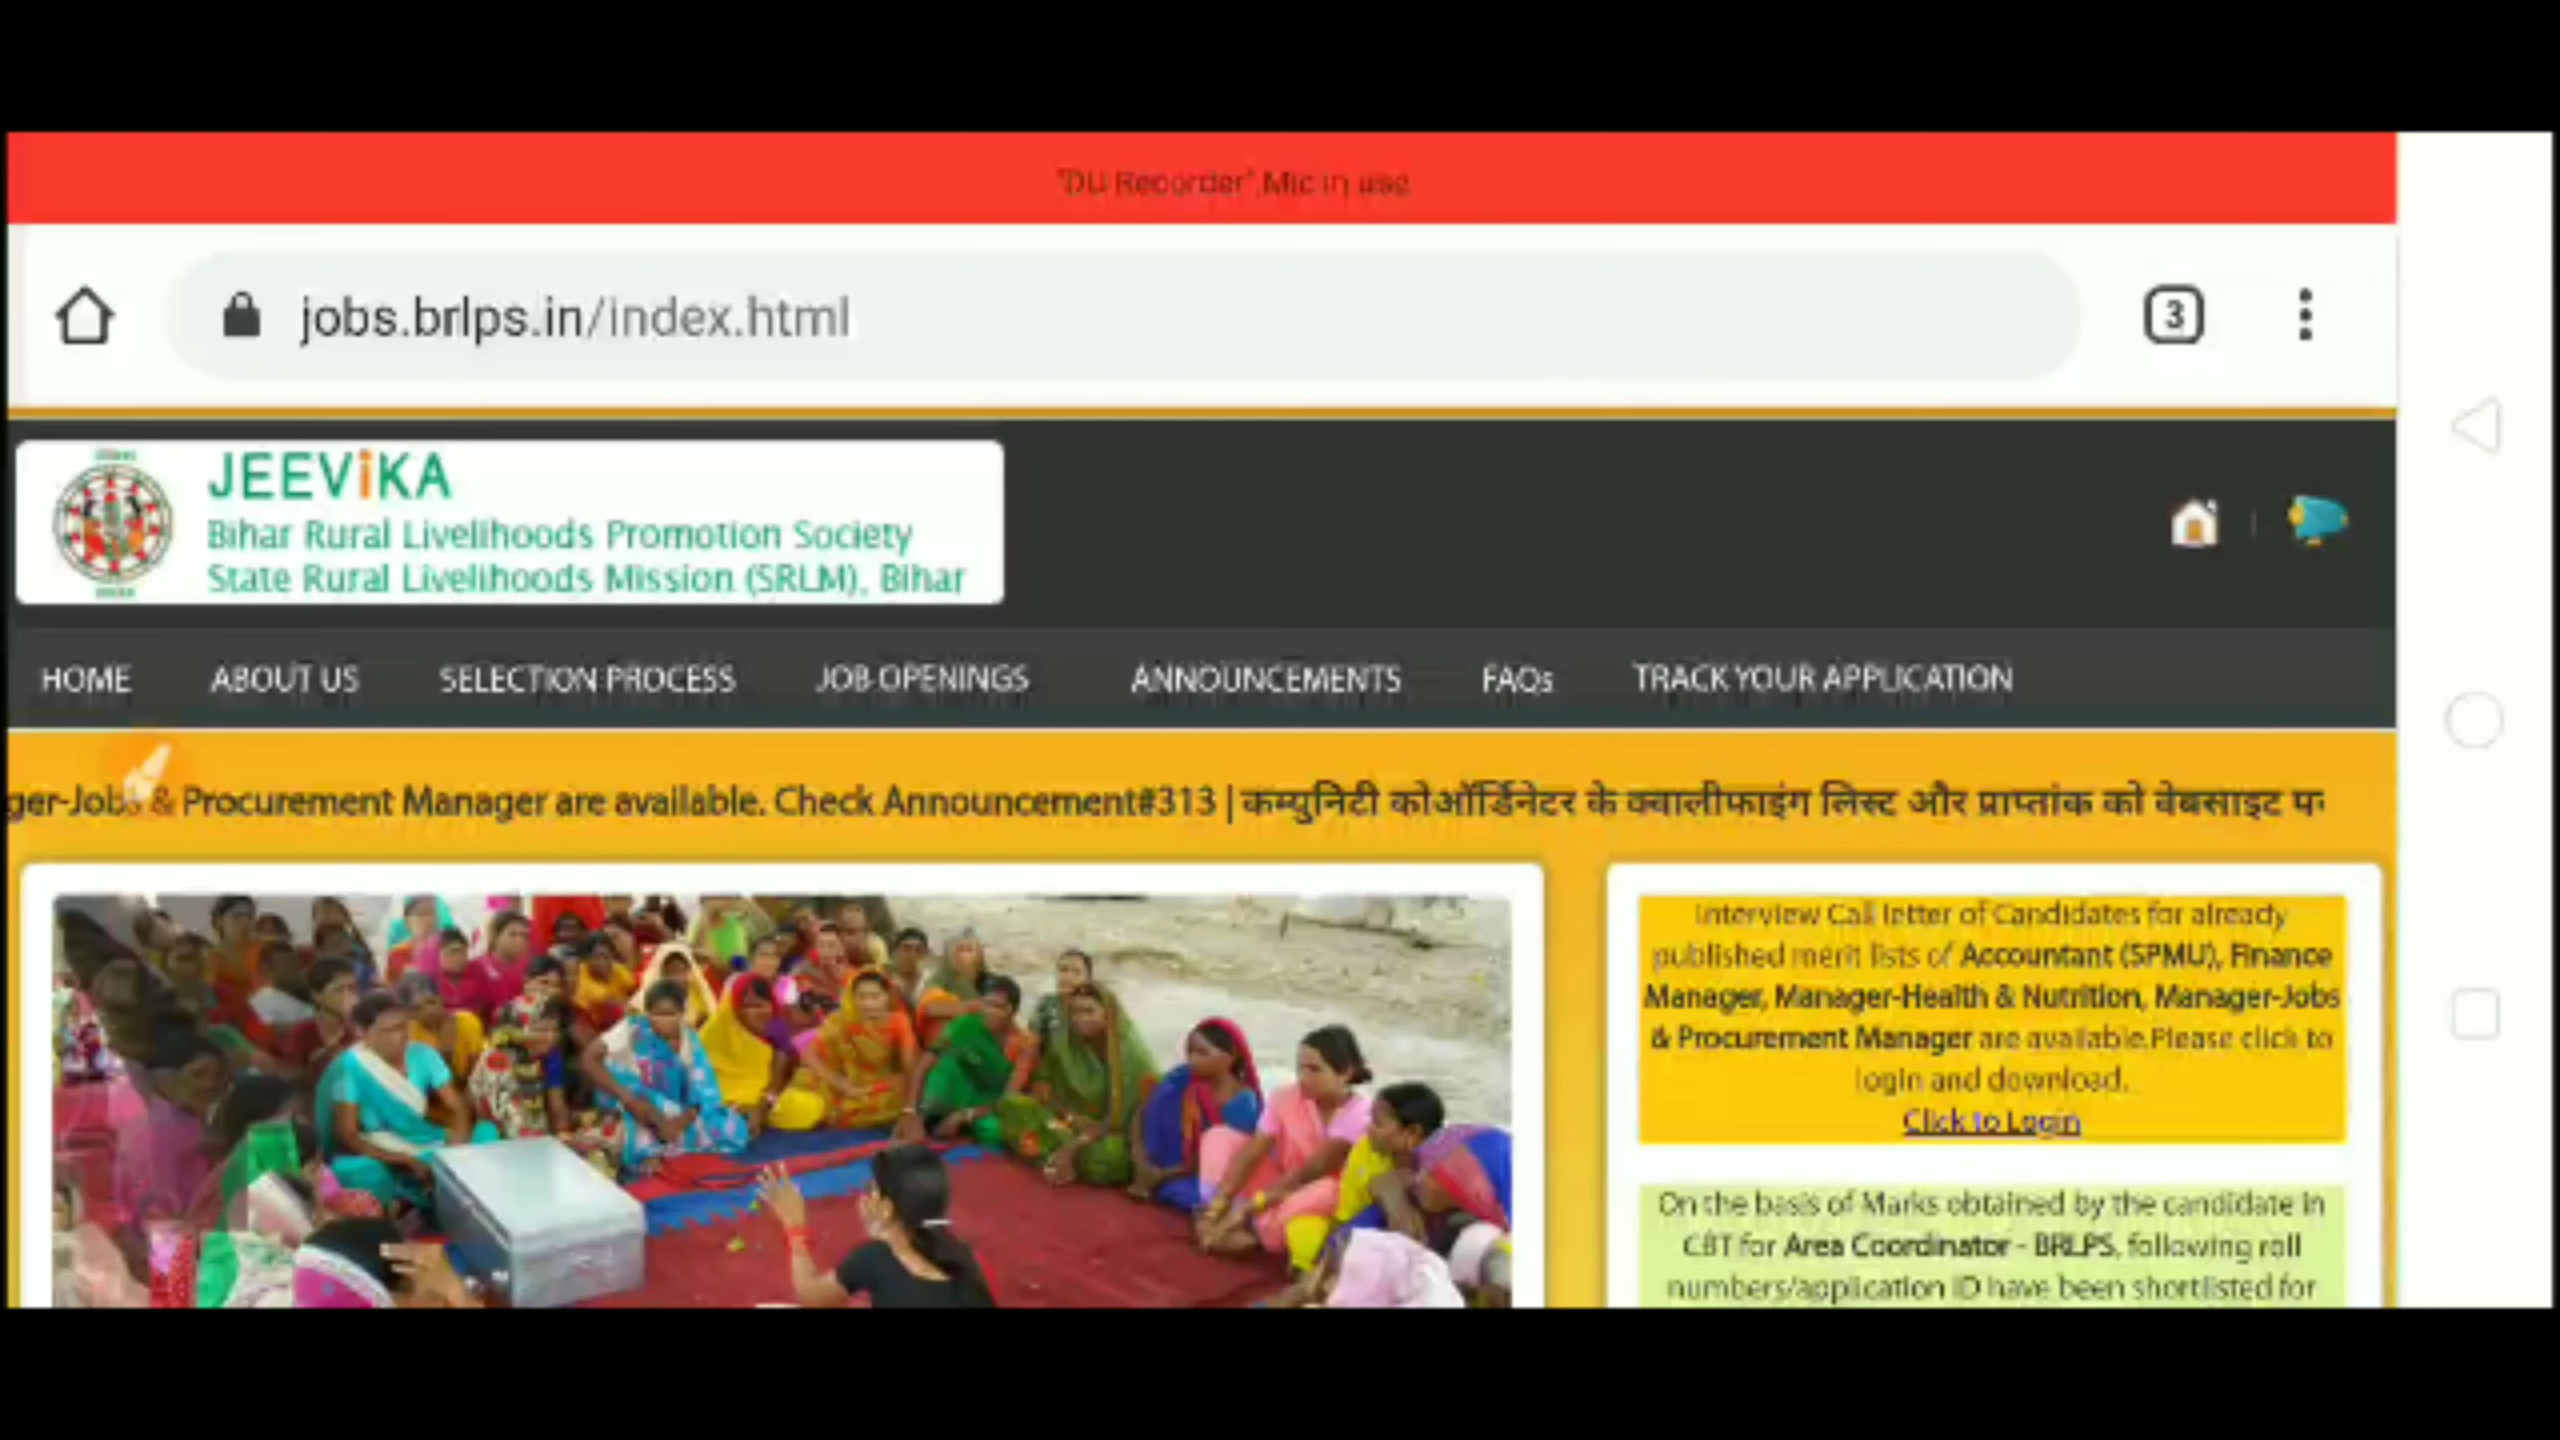 "DU Recorder" Mic in use
jobs.brlps.in/index.html
3
JEEViKA
Bihar Rural Livelihoods Promotion Society
State Rural Livelihoods Mission (SRLM), Bihar
HOME ABOUT US SELECTION PROCESS JOB OPENINGS ANNOUNCEMENTS FAQs TRACK YOUR APPLICATION
ger-Jobs & Procurement Manager are available. Check Announcement#313 | कम्युनिटी कोऑर्डिनेटर के क्वालीफाइंग लिस्ट और प्राप्तांक को वेबसाइट
Interview Call letter of Candidates for already
published merit lists of Accountant (SPMU), Finance
Manager, Manager-Health & Nutrition, Manager-Jobs
& Procurement Manager are available.Please click to
login and download.
Click to Login
On the basis of Marks obtained by the candidate in
CBT for Area Coordinator - BRLPS, following roll
numbers/application ID have been shortlisted for